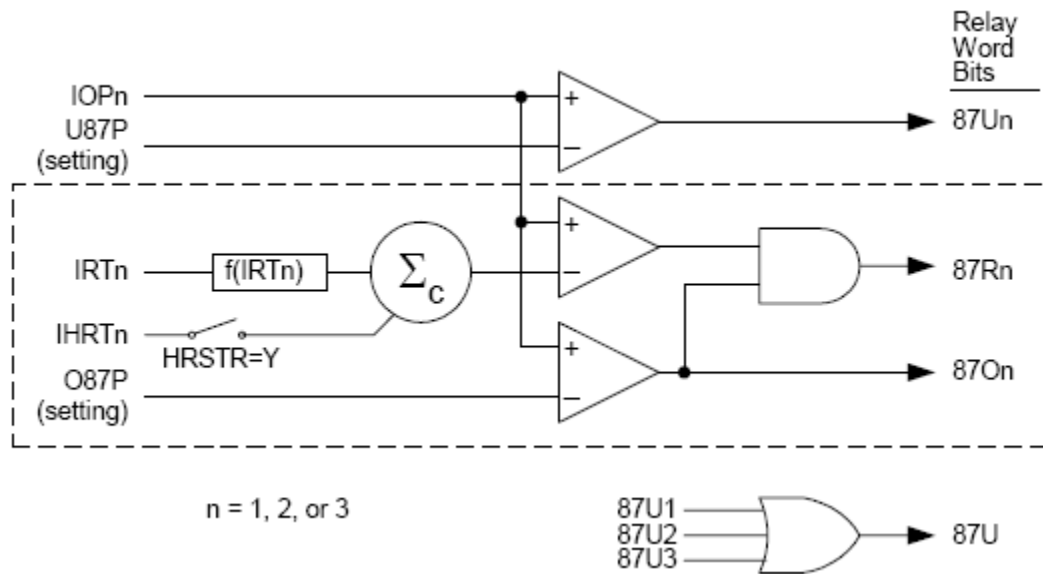 Relay
Word
Bits
IOPn
U87P
(setting)
+
−
87Un
IRTn
f(IRTn)
Σc
+
−
87Rn
IHRTn
HRSTR=Y
O87P
(setting)
+
−
87On
n = 1, 2, or 3
87U1
87U2
87U3
87U